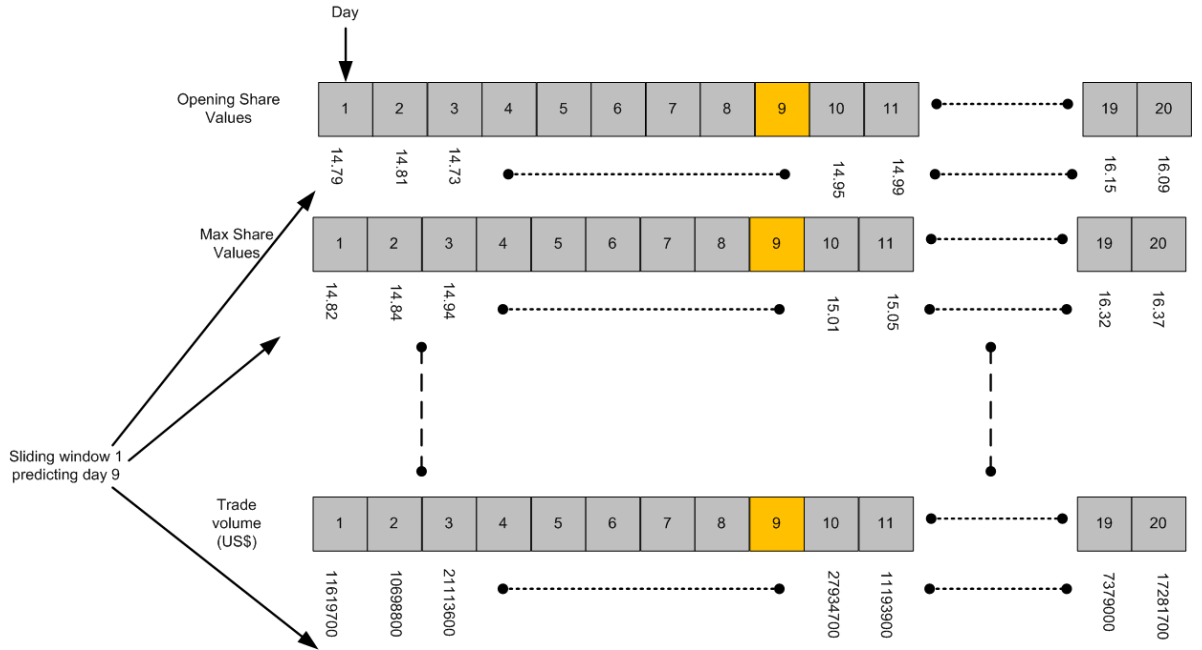 Day
Opening Share
Values
1 2 3 4 5 6 7 8 9 10 11 19 20
14.79 14.81 14.73 14.95 14.99 16.15 16.09
Max Share
Values
1 2 3 4 5 6 7 8 9 10 11 19 20
14.82 14.84 14.94 15.01 15.05 16.32 16.37
Sliding window 1
predicting day 9
Trade
volume
(US$)
1 2 3 4 5 6 7 8 9 10 11 19 20
11619700 10698800 21113600 27934700 11193900 7379000 17281700